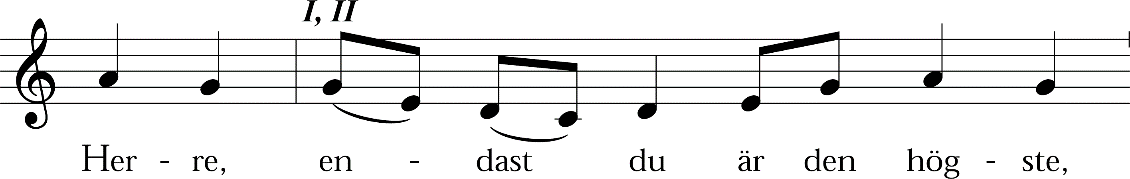 I, II
Her - re, en - dast du är den hög - ste,